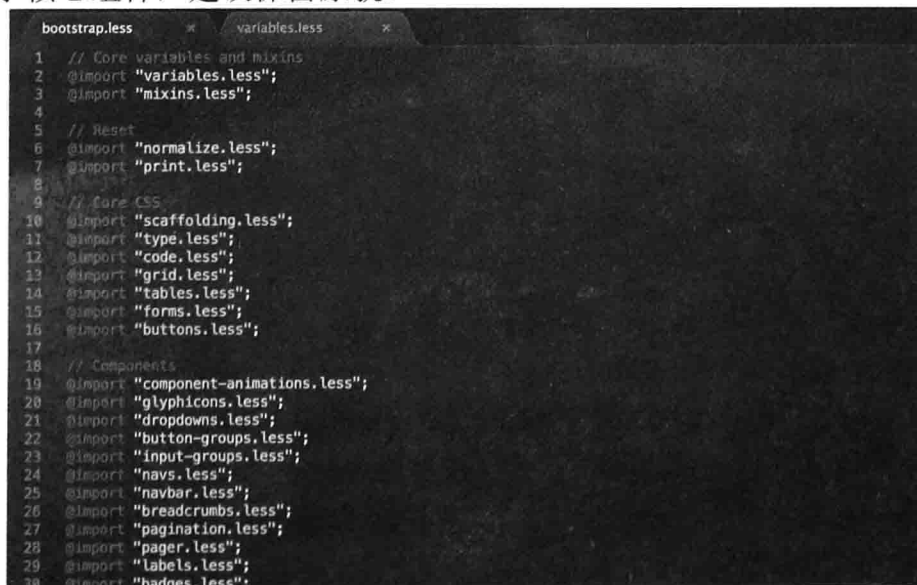 bootstrap.less × variables.less ×
1 // Core variables and mixins
2 @import "variables.less";
3 @import "mixins.less";
4
5 // Reset
6 @import "normalize.less";
7 @import "print.less";
8
9 // Core CSS
10 @import "scaffolding.less";
11 @import "type.less";
12 @import "code.less";
13 @import "grid.less";
14 @import "tables.less";
15 @import "forms.less";
16 @import "buttons.less";
17
18 // Components
19 @import "component-animations.less";
20 @import "glyphicons.less";
21 @import "dropdowns.less";
22 @import "button-groups.less";
23 @import "input-groups.less";
24 @import "navs.less";
25 @import "navbar.less";
26 @import "breadcrumbs.less";
27 @import "pagination.less";
28 @import "pager.less";
29 @import "labels.less";
30 @import "badges.less";